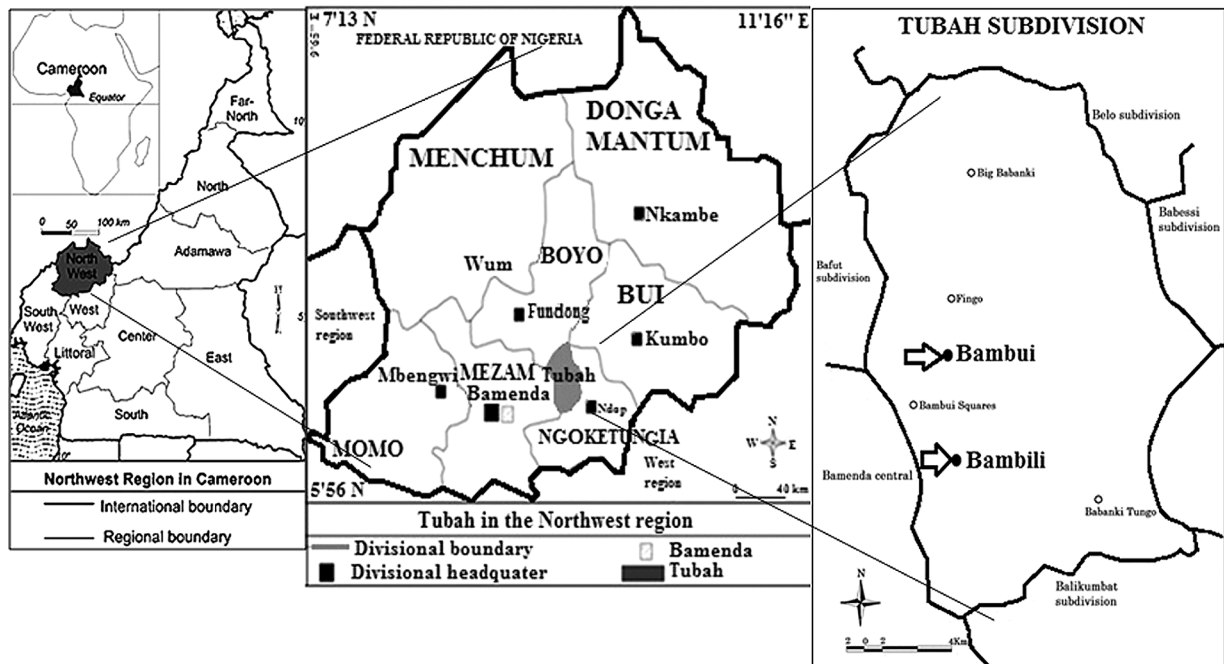 Cameroon
Equator
Far-
North
10°
North
0 50 100 km
Adamawa
North
West
South
West
West
Center
Littoral
East
South
Atlantic
Ocean
N
5°
10°
Northwest Region in Cameroon
International boundary
Regional boundary
7'13 N
11'16'' E
FEDERAL REPUBLIC OF NIGERIA
DONGA
MANTUM
MENCHUM
Nkambe
BOYO
Wum
BUI
Fundong
Southwest
region
Kumbo
Mbengwi
MEZAM
Tubah
Bamenda
Ndop
NGOKETUNGIA
MOMO
West
region
N
W
E
S
5'56 N
0 40 km
Tubah in the Northwest region
Divisional boundary
Bamenda
Divisional headquater
Tubah
TUBAH SUBDIVISION
Belo subdivision
Big Babanki
Babessi
subdivision
Bafut
subdivision
Fingo
Bambui
Bambui Squares
Bambili
Bamenda central
Babanki Tungo
Balikumbat
subdivision
N
2 0 2 4Km